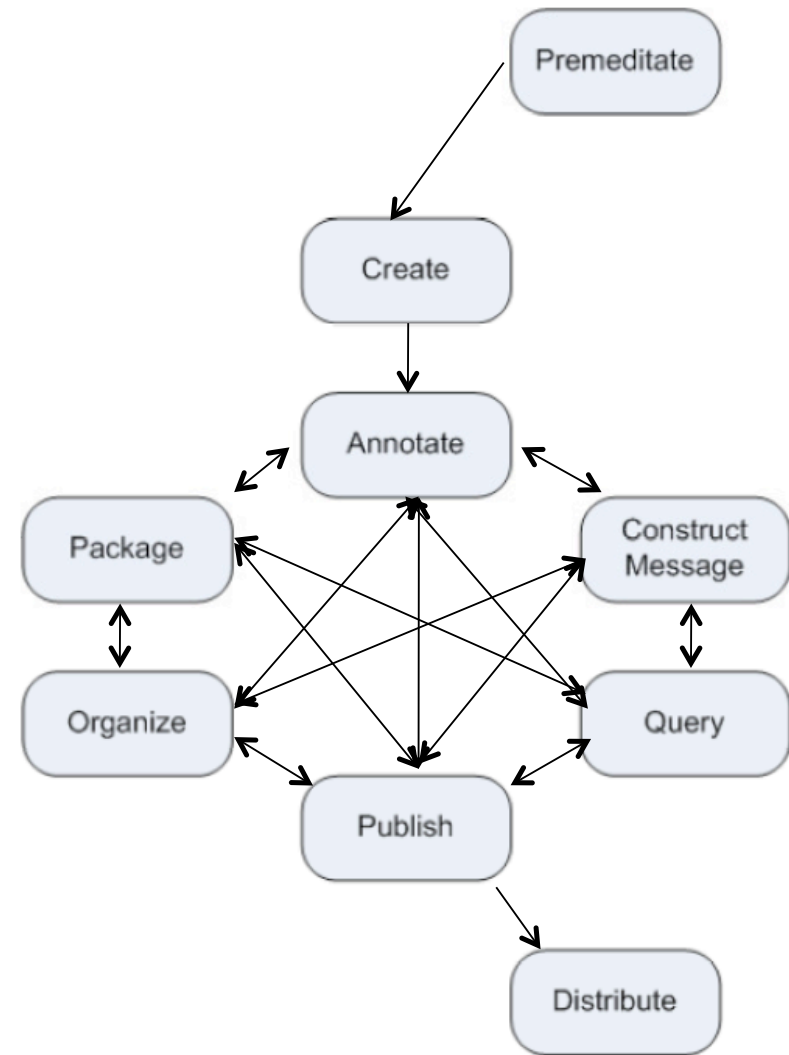 Premeditate
Create
Annotate
Package
Construct
Message
Organize
Query
Publish
Distribute